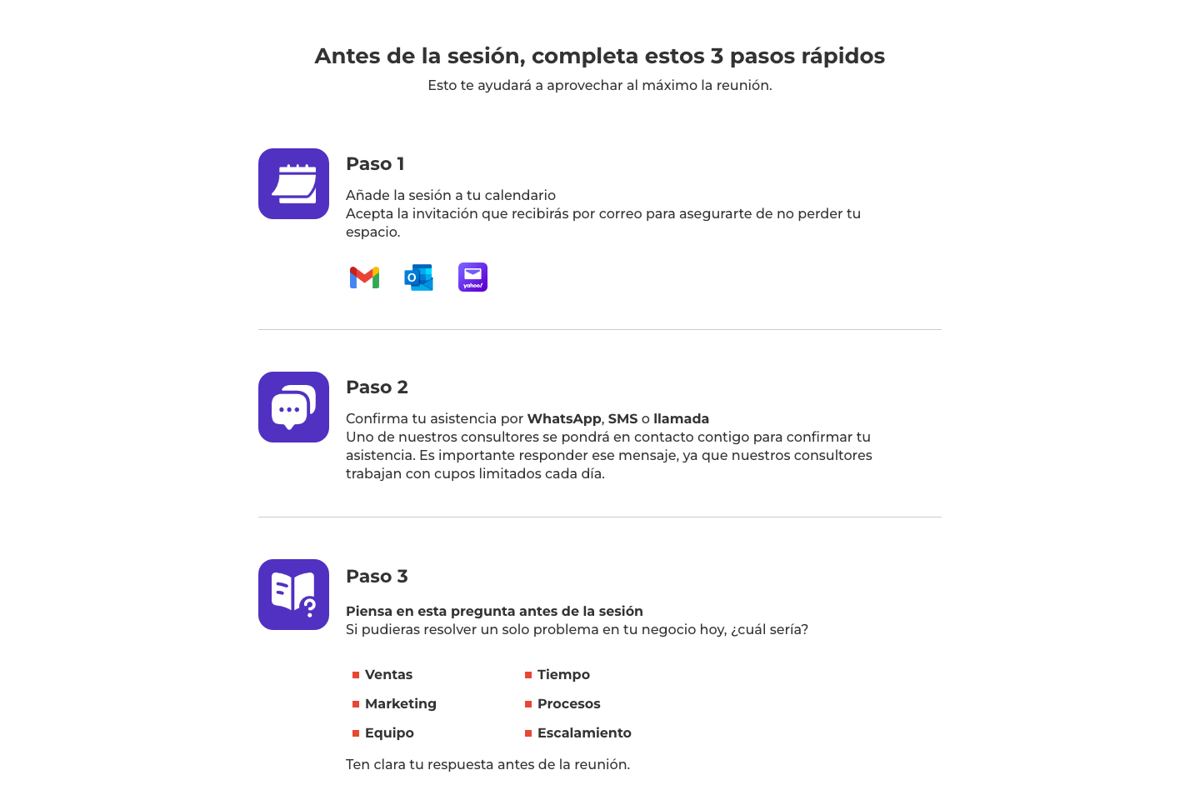 Antes de la sesión, completa estos 3 pasos rápidos
Esto te ayudará a aprovechar al máximo la reunión.
Paso 1
Añade la sesión a tu calendario
Acepta la invitación que recibirás por correo para asegurarte de no perder tu
espacio.
O
yahoo!
Paso 2
Confirma tu asistencia por WhatsApp, SMS o llamada
Uno de nuestros consultores se pondrá en contacto contigo para confirmar tu
asistencia. Es importante responder ese mensaje, ya que nuestros consultores
trabajan con cupos limitados cada día.
?
Paso 3
Piensa en esta pregunta antes de la sesión
Si pudieras resolver un solo problema en tu negocio hoy, ¿cuál sería?
Ventas
Marketing
Equipo
Tiempo
Procesos
Escalamiento
Ten clara tu respuesta antes de la reunión.